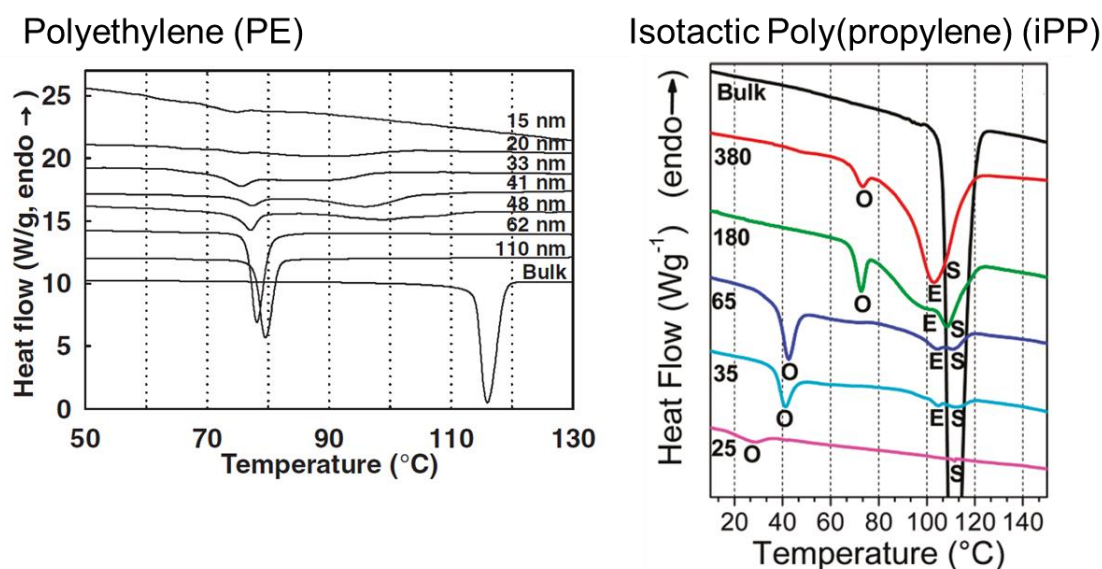 Polyethylene (PE)
Isotactic Poly(propylene) (iPP)
Heat flow (W/g, endo →)
25
20
15
10
5
0
15 nm
20 nm
33 nm
41 nm
48 nm
62 nm
110 nm
Bulk
50 70 90 110 130
Temperature (°C)
Heat Flow (Wg-1) (endo→)
Bulk
380
O
E
S
180
O
E
S
65
O
E
S
35
O
E
S
25
O
S
20 40 60 80 100 120 140
Temperature (°C)